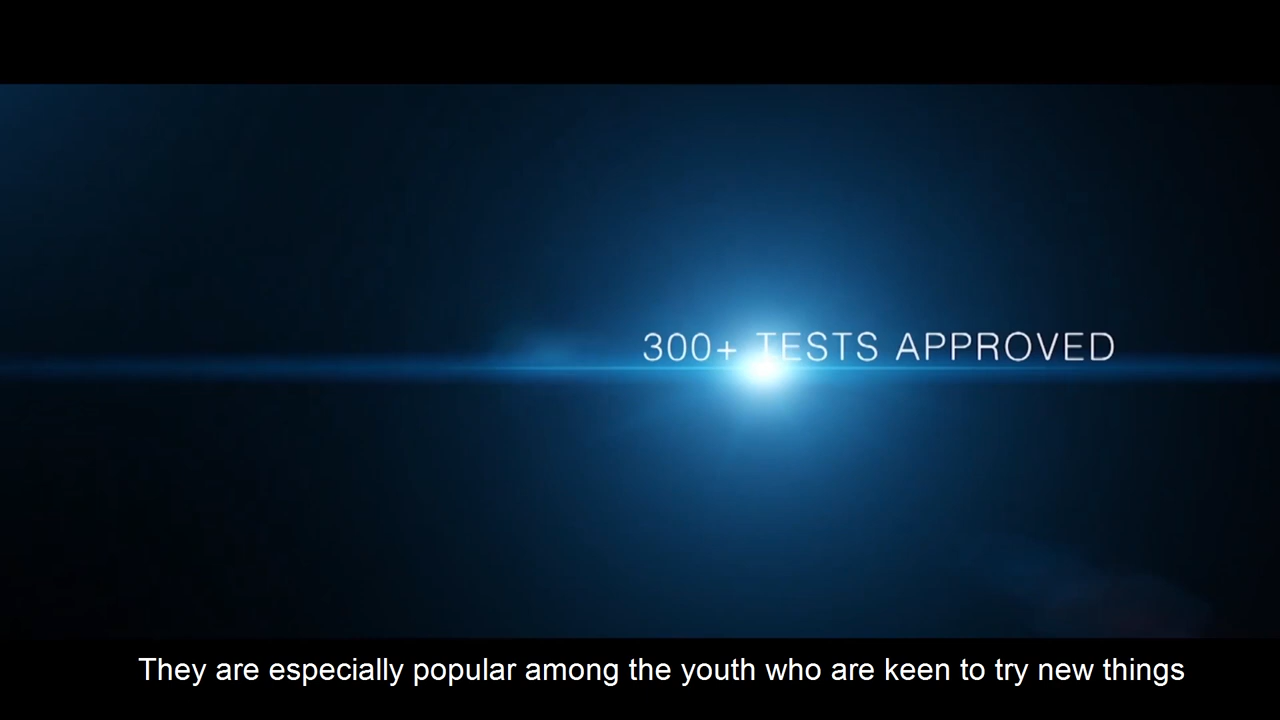 300+ TESTS APPROVED
They are especially popular among the youth who are keen to try new things